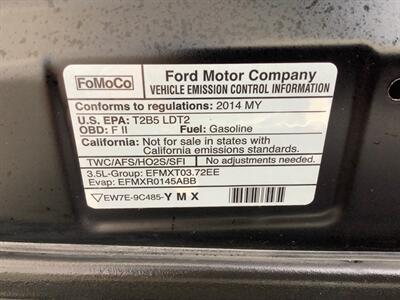 FoMoCo
Ford Motor Company
VEHICLE EMISSION CONTROL INFORMATION
Conforms to regulations: 2014 MY
U.S. EPA: T2B5 LDT2
OBD: F II Fuel: Gasoline
California: Not for sale in states with
California emissions standards.
TWC/AFS/HO2S/SFI No adjustments needed.
3.5L-Group: EFMXT03.72EE
Evap: EFMXR0145ABB
EW7E-9C485-Y M X